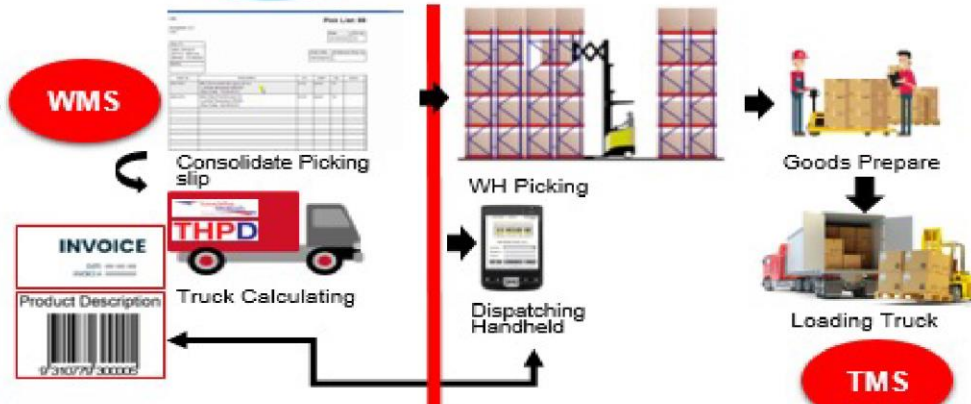 Pick List
WMS
Consolidate Picking
slip
WH Picking
Goods Prepare
THPD
INVOICE
Truck Calculating
Product Description
9 310779 300005
Dispatching
Handheld
Loading Truck
TMS